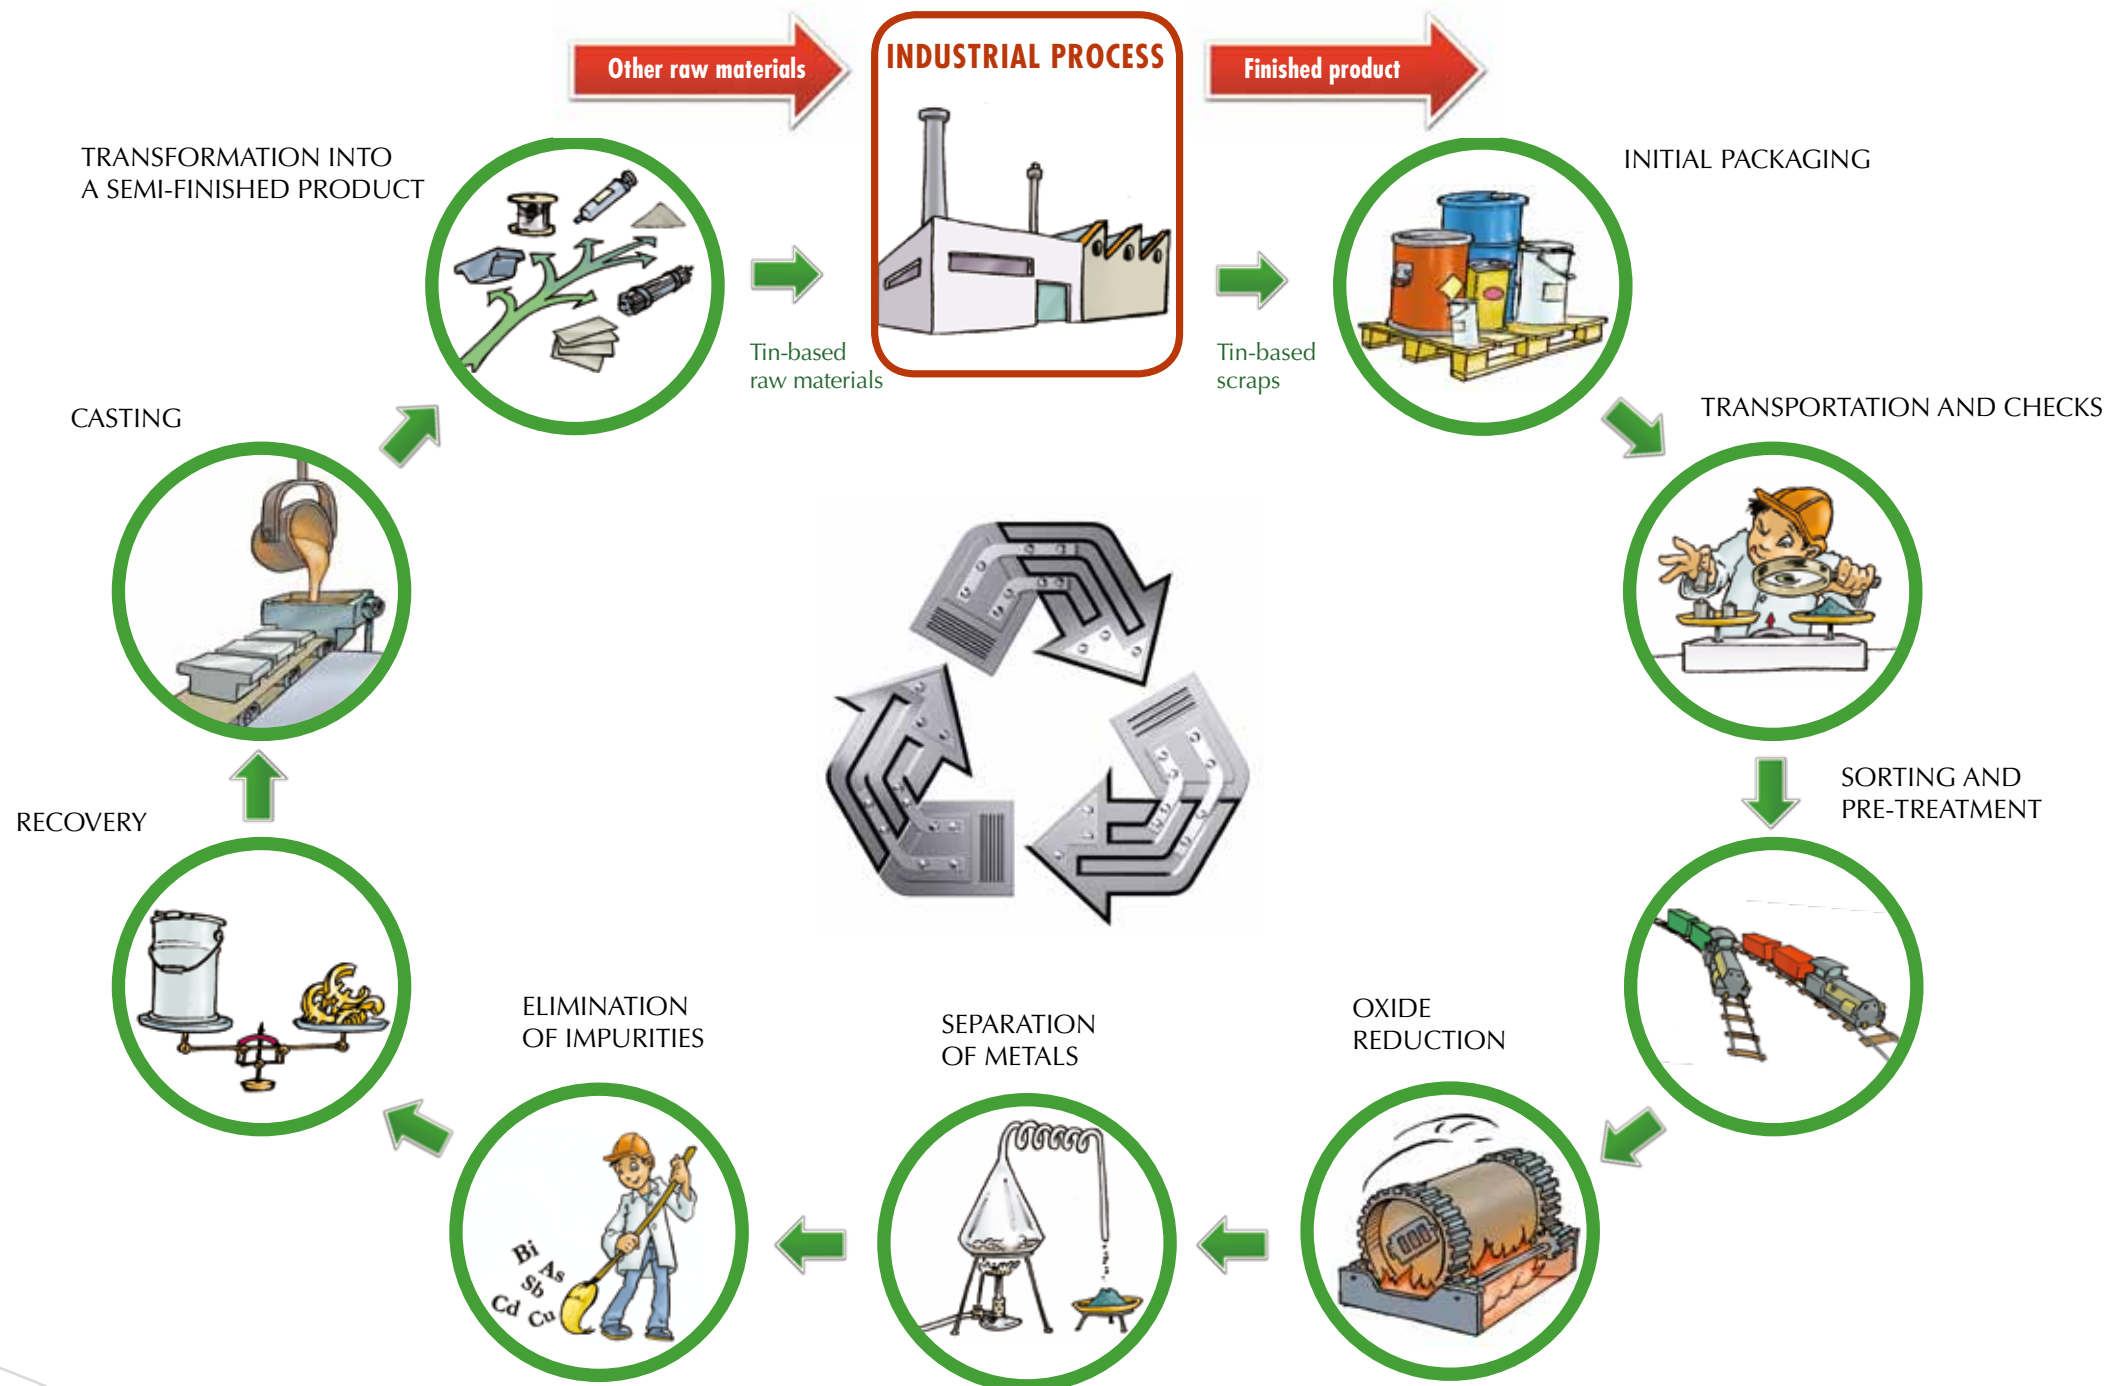 Other raw materials
INDUSTRIAL PROCESS
Finished product
TRANSFORMATION INTO
A SEMI-FINISHED PRODUCT
INITIAL PACKAGING
Tin-based
raw materials
Tin-based
scraps
CASTING
TRANSPORTATION AND CHECKS
SORTING AND
PRE-TREATMENT
RECOVERY
ELIMINATION
OF IMPURITIES
SEPARATION
OF METALS
OXIDE
REDUCTION
Bi
As
Sb
Cd
Cu